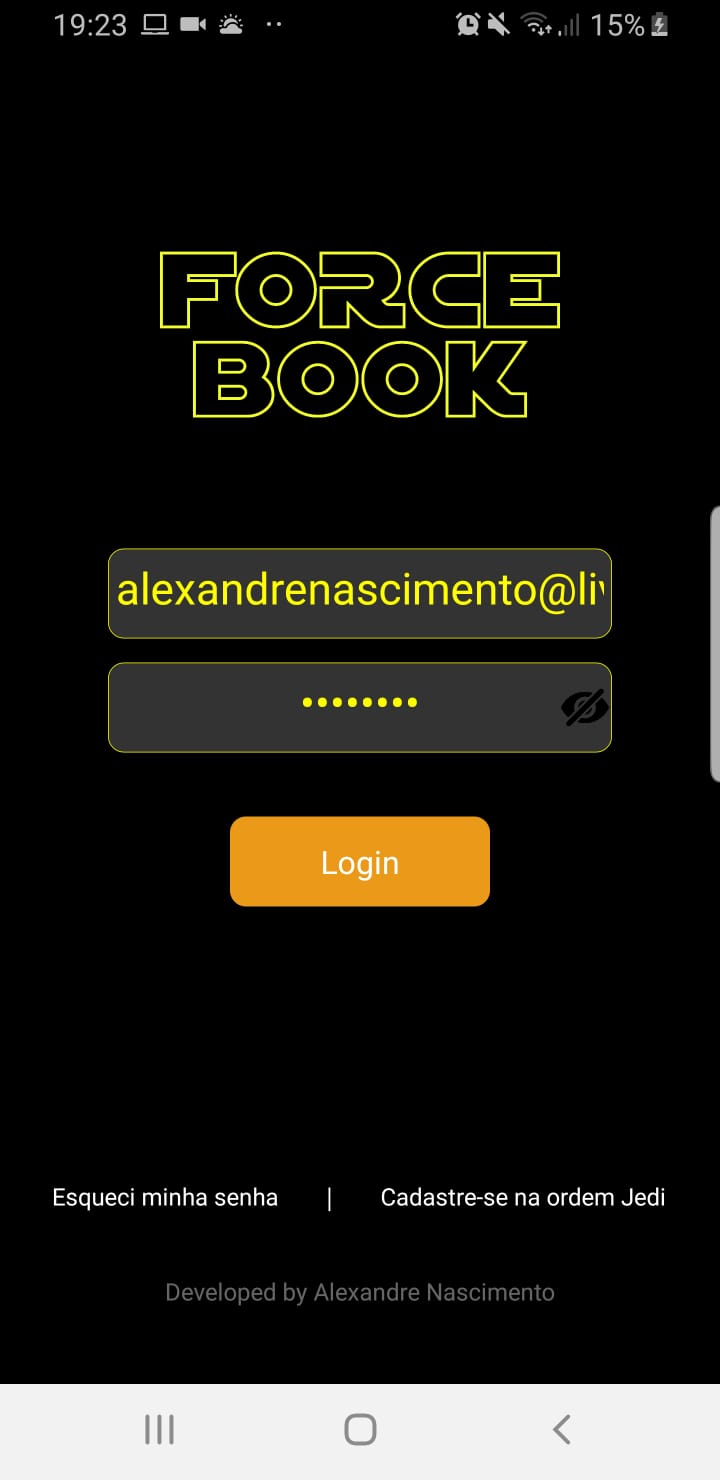 19:23 15%
FORCE
BOOK
alexandrenascimento@li
••••••••
Login
Esqueci minha senha | Cadastre-se na ordem Jedi
Developed by Alexandre Nascimento